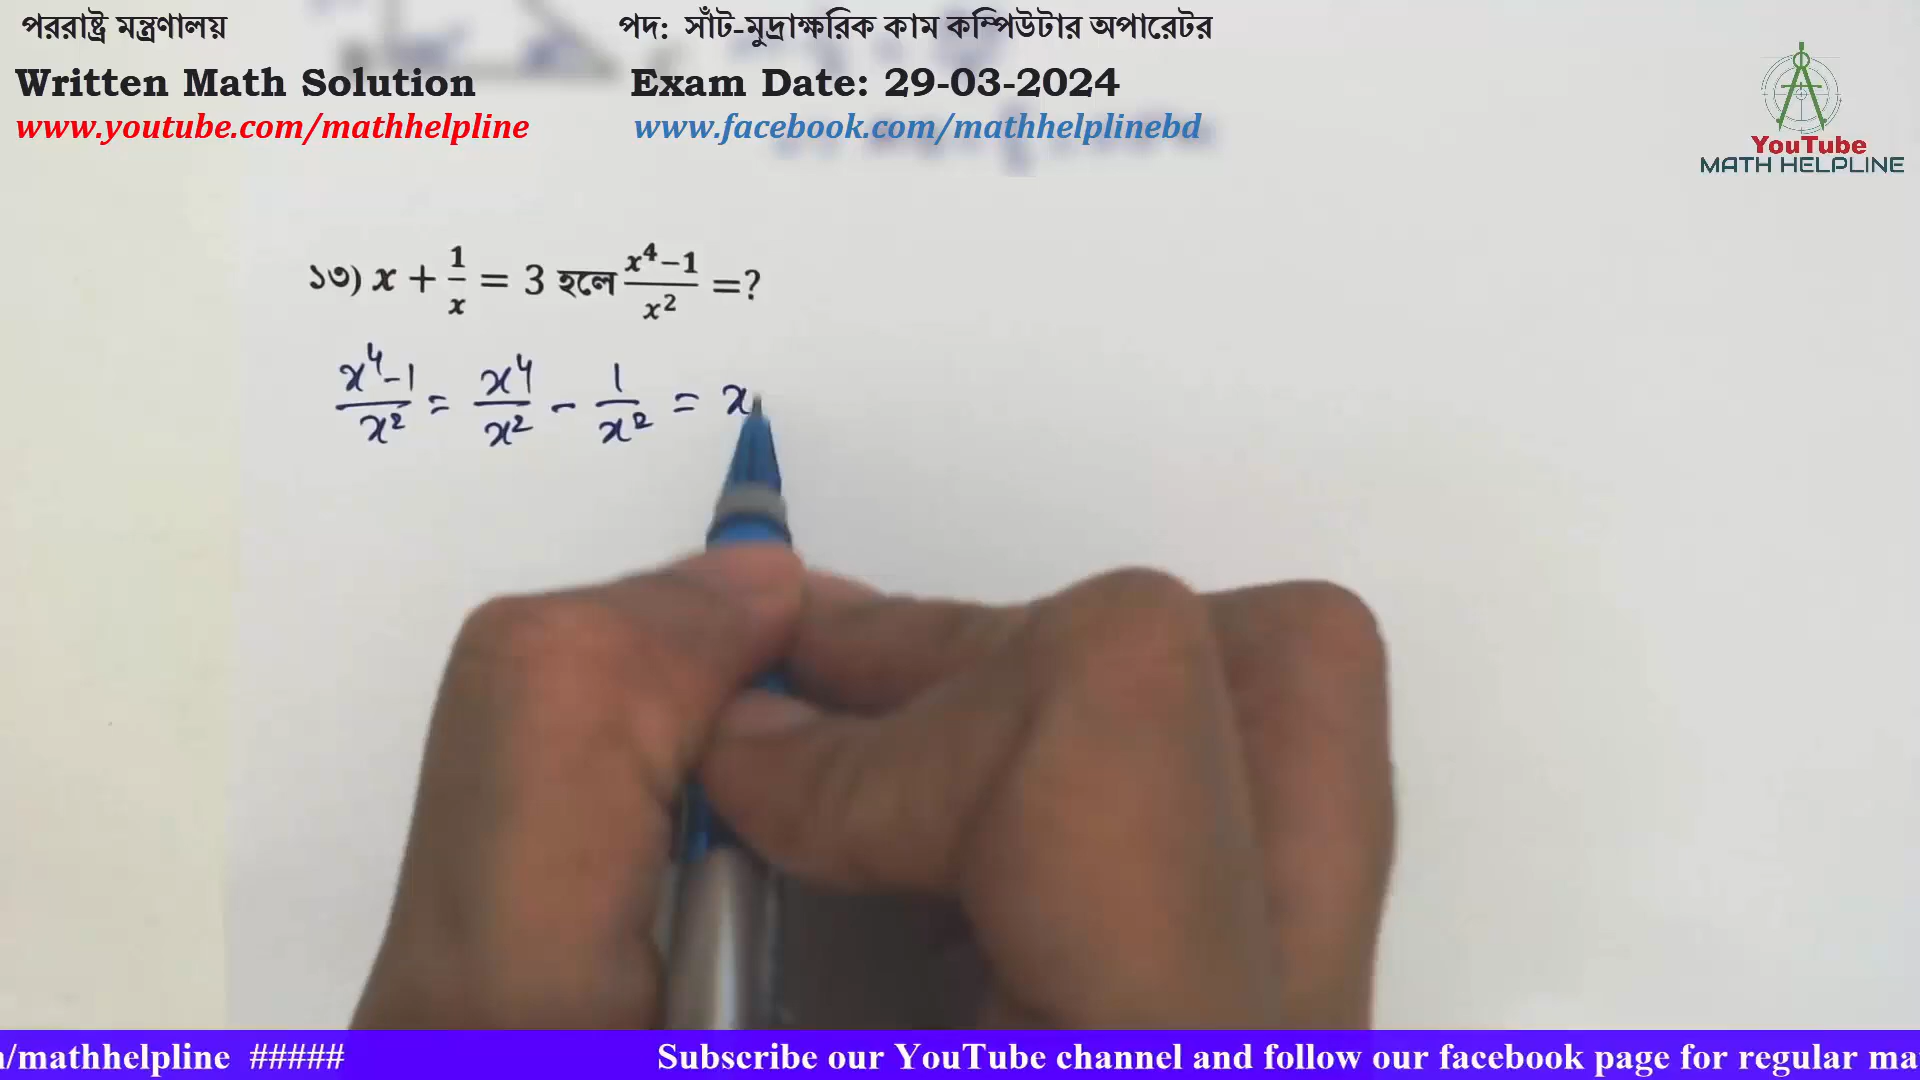 পররাষ্ট্র মন্ত্রণালয় পদ: সাঁট-মুদ্রাক্ষরিক কাম কম্পিউটার অপারেটর
Written Math Solution Exam Date: 29-03-2024
www.youtube.com/mathhelpline www.facebook.com/mathhelplinebd
YouTube
MATH HELPLINE
১৩) x + 1/x = 3 হলে x⁴−1/x² =?
x⁴-1/x² = x⁴/x² - 1/x² = x
/mathhelpline ##### Subscribe our YouTube channel and follow our facebook page for regular